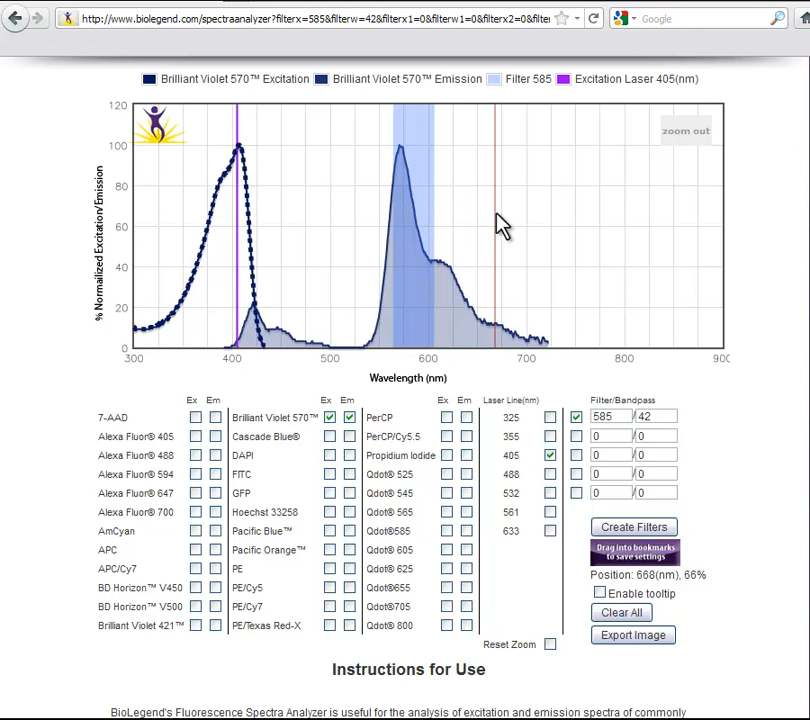 http://www.biolegend.com/spectraanalyzer?filterx=585&filterw=42&filterx1=0&filterw1=0&filterx2=0&filte
Google
Brilliant Violet 570™ Excitation Brilliant Violet 570™ Emission Filter 585 Excitation Laser 405(nm)
zoom out
120
100
80
60
40
20
0
% Normailized Excitation/Emission
300 400 500 600 700 800 900
Wavelength (nm)
Ex Em Ex Em Ex Em Laser Line(nm) Filter/Bandpass
7-AAD Brilliant Violet 570™ PerCP 325 585 / 42
Alexa Fluor® 405 Cascade Blue® PerCP/Cy5.5 355 0 / 0
Alexa Fluor® 488 DAPI Propidium Iodide 405 0 / 0
Alexa Fluor® 594 FITC Qdot® 525 488 0 / 0
Alexa Fluor® 647 GFP Qdot® 545 532 0 / 0
Alexa Fluor® 700 Hoechst 33258 Qdot® 565 561
AmCyan Pacific Blue™ Qdot®585 633
Create Filters
APC Pacific Orange™ Qdot® 605
Drag into bookmarks
to save settings
APC/Cy7 PE Qdot® 625
Position: 668(nm), 66%
BD Horizon™ V450 PE/Cy5 Qdot®655
Enable tooltip
BD Horizon™ V500 PE/Cy7 Qdot®705
Clear All
Brilliant Violet 421™ PE/Texas Red-X Qdot® 800
Export Image
Reset Zoom
Instructions for Use
BioLegend's Fluorescence Spectra Analyzer is useful for the analysis of excitation and emission spectra of commonly